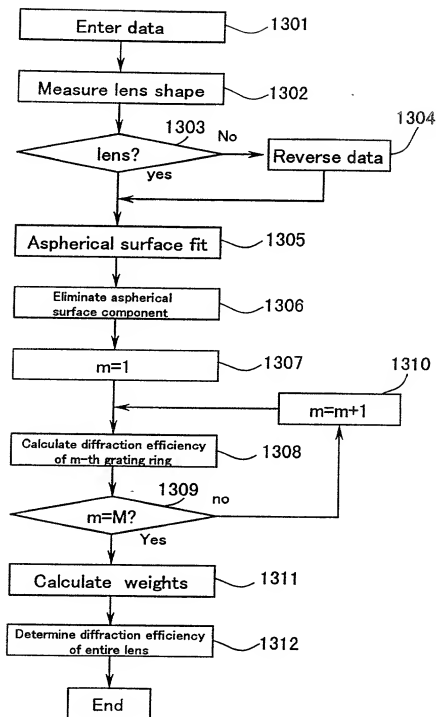 Enter data
1301
Measure lens shape
1302
1303
No
1304
lens?
Reverse data
yes
Aspherical surface fit
1305
Eliminate aspherical
surface component
1306
m=1
1307
1310
m=m+1
Calculate diffraction efficiency
of m-th grating ring
1308
1309
no
m=M?
Yes
Calculate weights
1311
Determine diffraction efficiency
of entire lens
1312
End